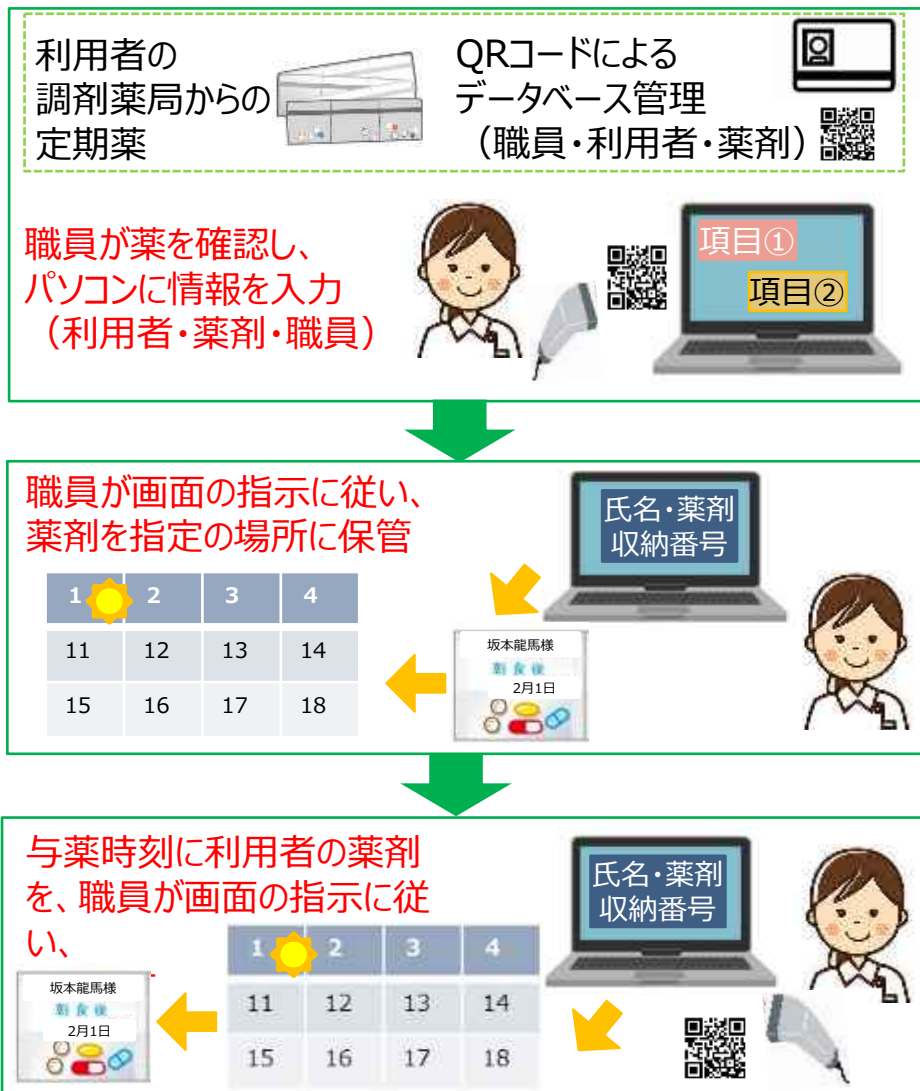 利用者の
調剤薬局からの
定期薬
QRコードによる
データベース管理
（職員・利用者・薬剤）
職員が薬を確認し、
パソコンに情報を入力
（利用者・薬剤・職員）
項目①
項目②
職員が画面の指示に従い、
薬剤を指定の場所に保管
氏名・薬剤
収納番号
1 2 3 4
11 12 13 14
15 16 17 18
坂本龍馬様
朝食後
2月1日
与薬時刻に利用者の薬剤
を、職員が画面の指示に従
い、
氏名・薬剤
収納番号
1 2 3 4
11 12 13 14
15 16 17 18
坂本龍馬様
朝食後
2月1日